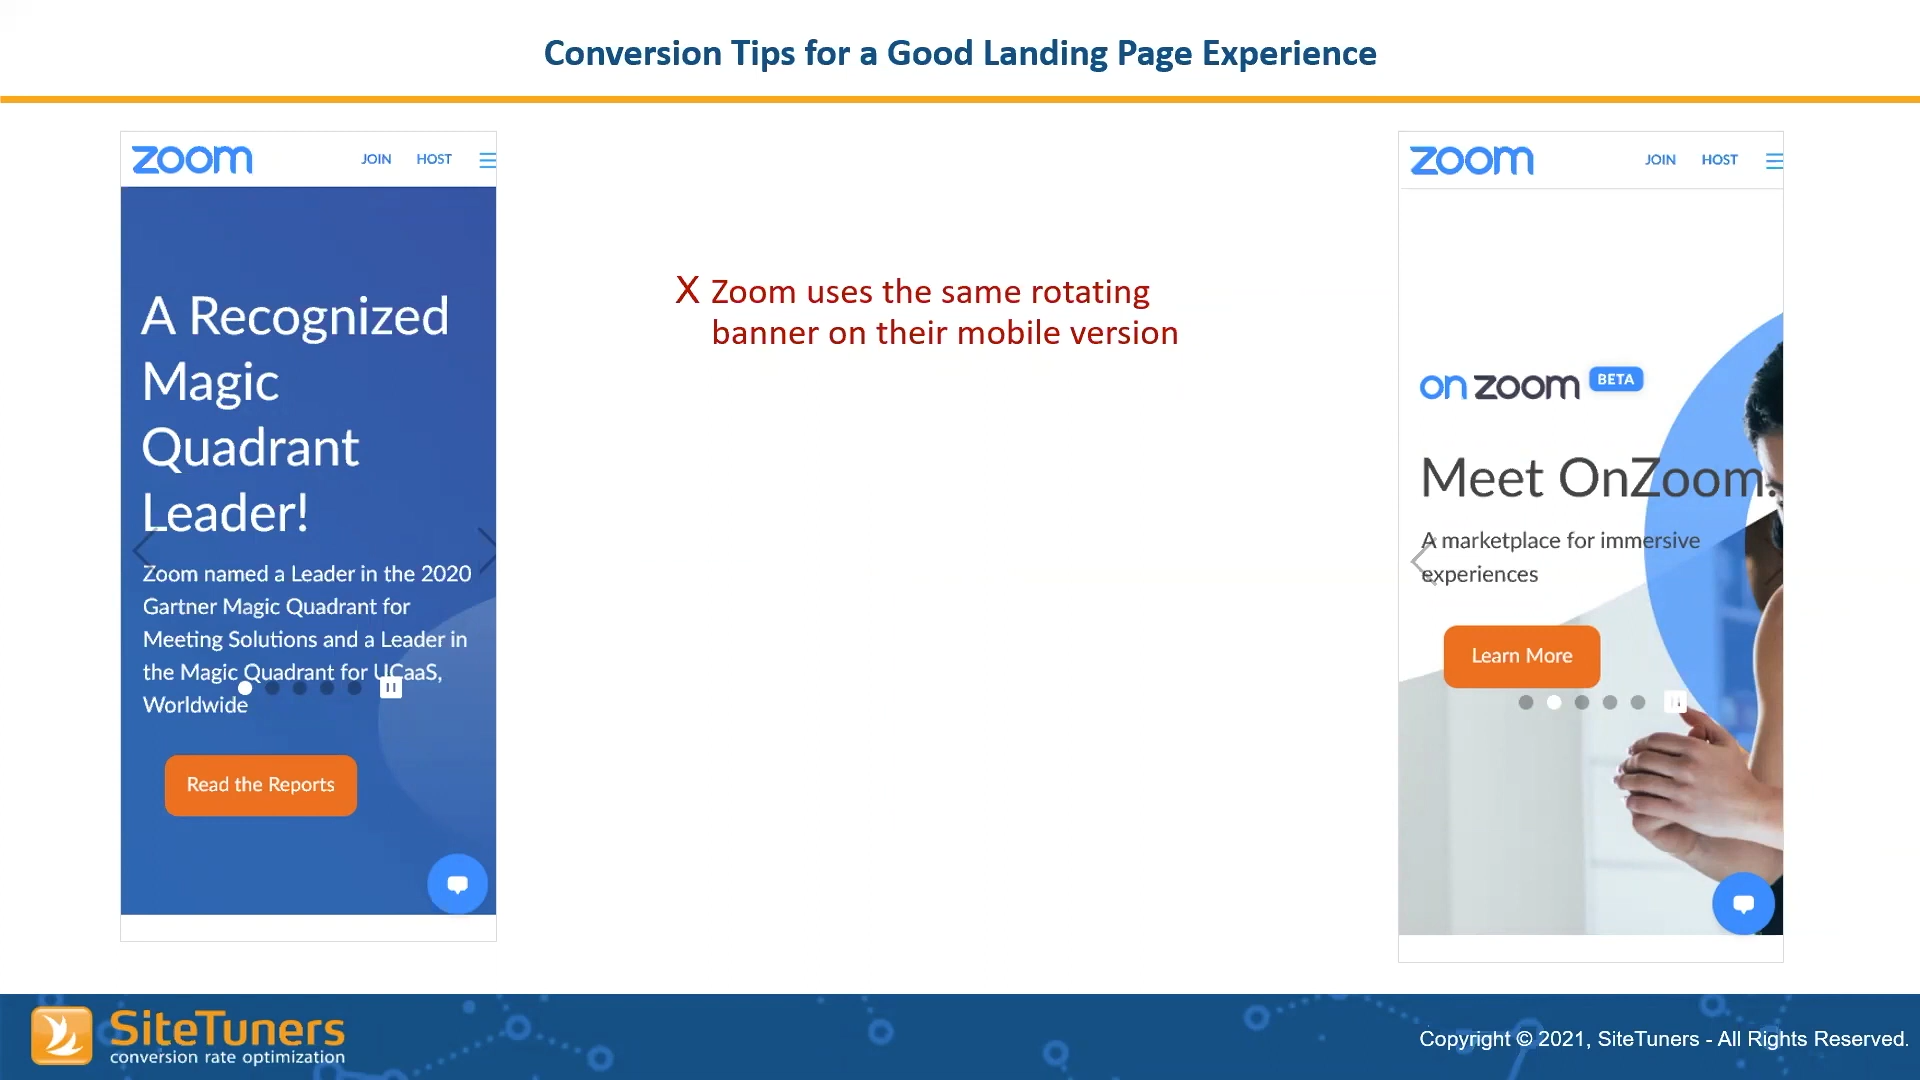 Conversion Tips for a Good Landing Page Experience
zoom JOIN HOST
A Recognized
Magic
Quadrant
Leader!
Zoom named a Leader in the 2020
Gartner Magic Quadrant for
Meeting Solutions and a Leader in
the Magic Quadrant for UCaaS,
Worldwide
Read the Reports
X Zoom uses the same rotating
banner on their mobile version
zoom JOIN HOST
on zoom BETA
Meet OnZoom.
A marketplace for immersive
experiences
Learn More
SiteTuners
conversion rate optimization
Copyright © 2021, SiteTuners - All Rights Reserved.